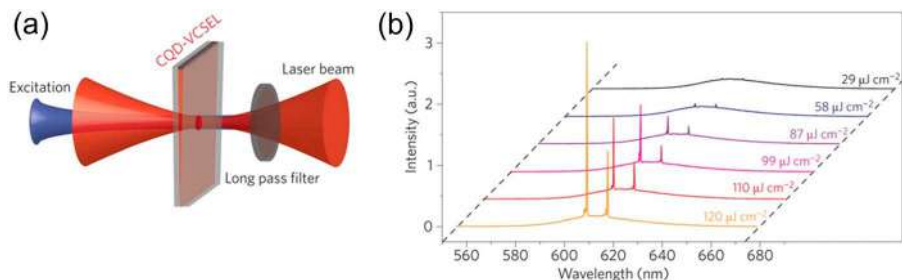 (a)
CQD-VCSEL
Excitation
Laser beam
Long pass filter
(b)
Intensity (a.u.)
3
2
1
0
29 μJ cm⁻²
58 μJ cm⁻²
87 μJ cm⁻²
99 μJ cm⁻²
110 μJ cm⁻²
120 μJ cm⁻²
560 580 600 620 640 660 680
Wavelength (nm)